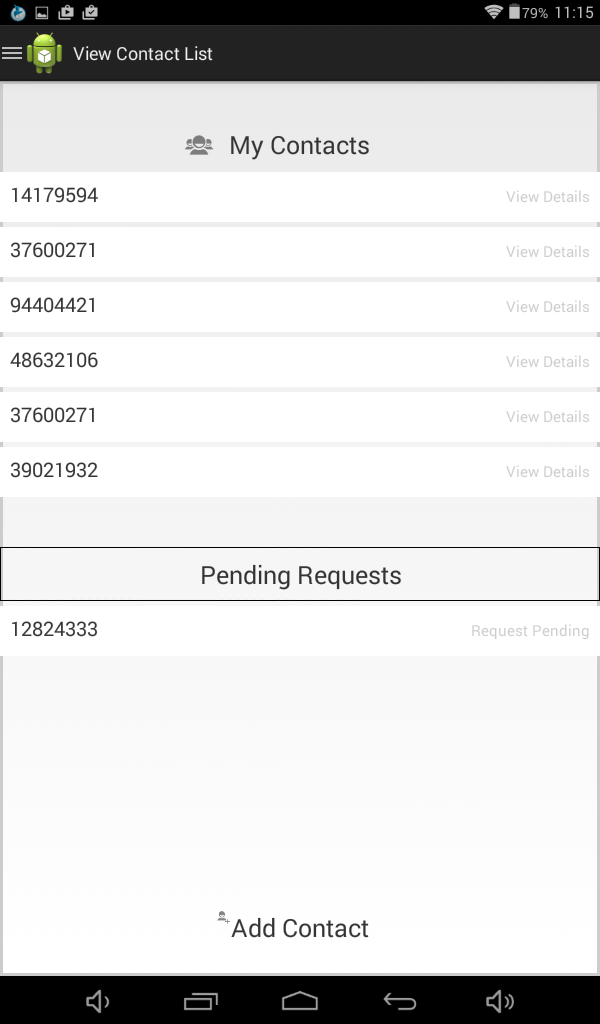 79% 11:15
View Contact List
My Contacts
14179594 View Details
37600271 View Details
94404421 View Details
48632106 View Details
37600271 View Details
39021932 View Details
Pending Requests
12824333 Request Pending
Add Contact